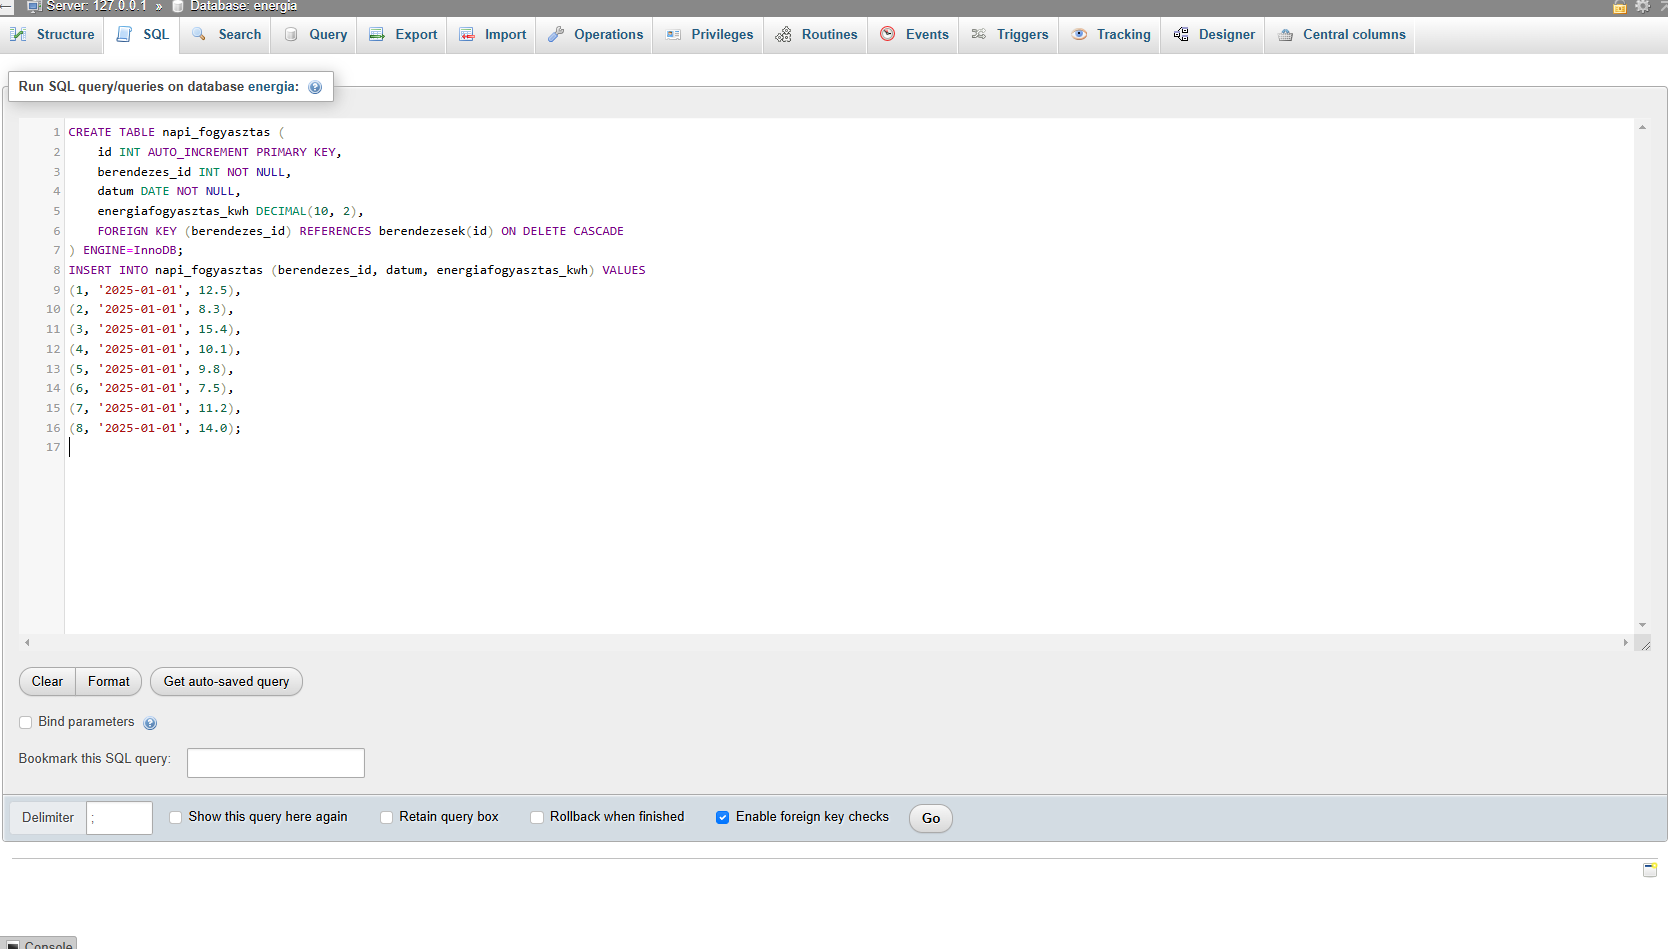 Server: 127.0.0.1 » Database: energia
Structure SQL Search Query Export Import Operations Privileges Routines Events Triggers Tracking Designer Central columns
Run SQL query/queries on database energia:
1 CREATE TABLE napi_fogyasztas (
2 id INT AUTO_INCREMENT PRIMARY KEY,
3 berendezes_id INT NOT NULL,
4 datum DATE NOT NULL,
5 energiafogyasztas_kwh DECIMAL(10, 2),
6 FOREIGN KEY (berendezes_id) REFERENCES berendezesek(id) ON DELETE CASCADE
7 ) ENGINE=InnoDB;
8 INSERT INTO napi_fogyasztas (berendezes_id, datum, energiafogyasztas_kwh) VALUES
9 (1, '2025-01-01', 12.5),
10 (2, '2025-01-01', 8.3),
11 (3, '2025-01-01', 15.4),
12 (4, '2025-01-01', 10.1),
13 (5, '2025-01-01', 9.8),
14 (6, '2025-01-01', 7.5),
15 (7, '2025-01-01', 11.2),
16 (8, '2025-01-01', 14.0);
17
Clear Format Get auto-saved query
Bind parameters
Bookmark this SQL query:
Delimiter ; Show this query here again Retain query box Rollback when finished Enable foreign key checks Go
Console